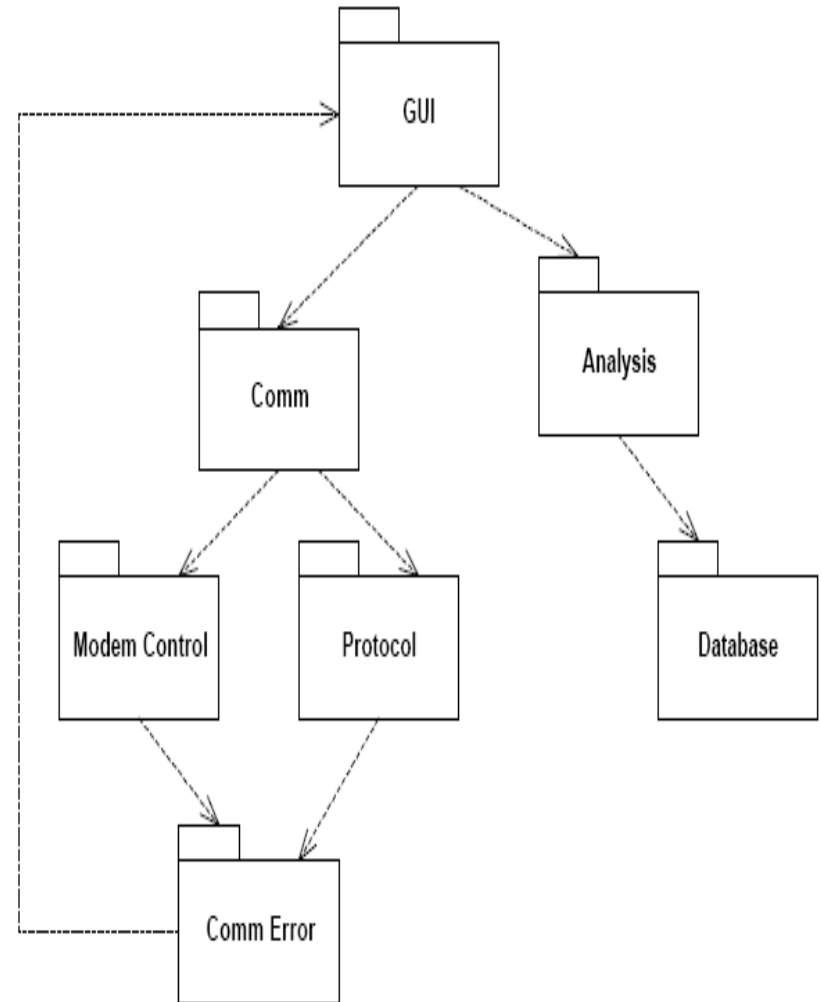 GUI
Analysis
Comm
Modem Control
Protocol
Database
Comm Error